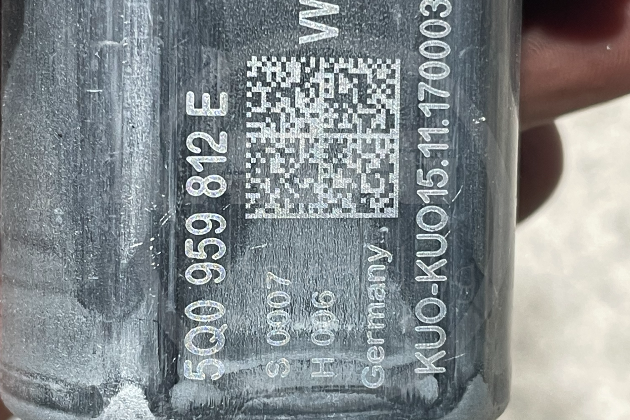 5Q0 959 812 E
S 0007
H 006
Germany
KUO-KUO15.11.170003